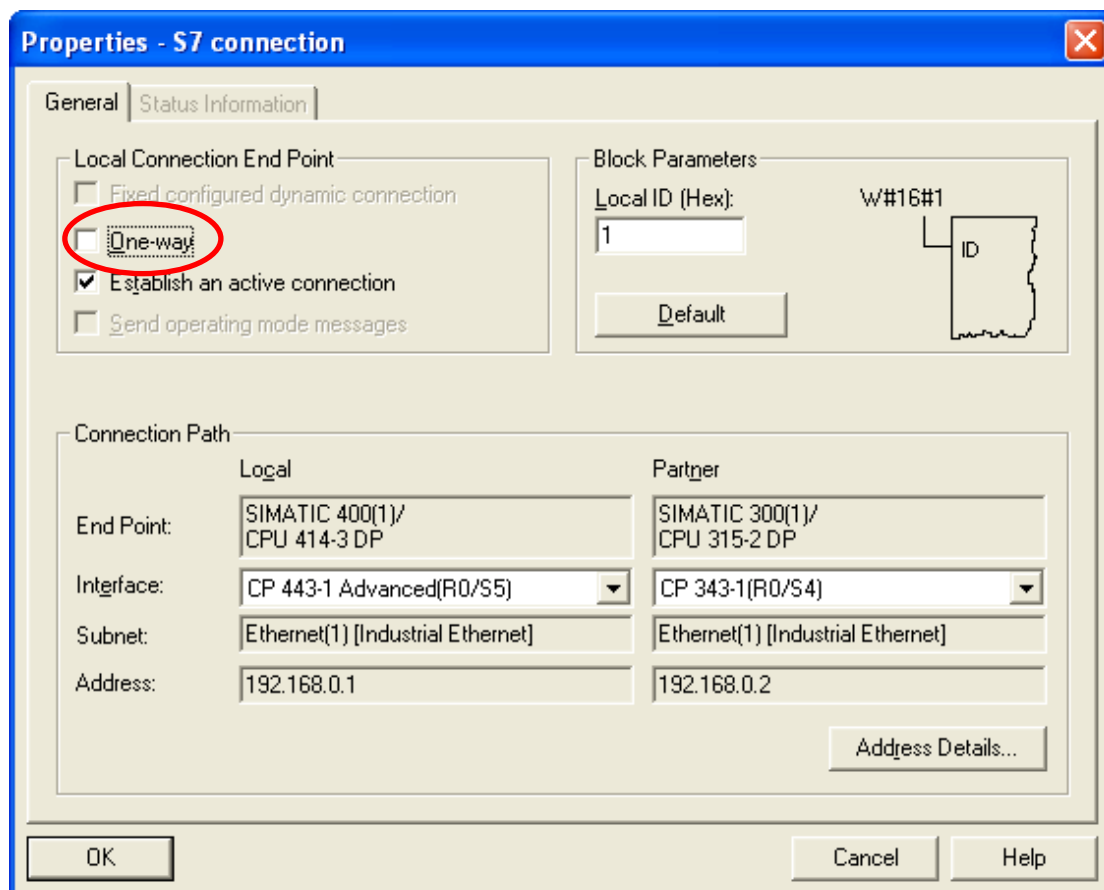 Properties - S7 connection
General
Status Information
Local Connection End Point
Fixed configured dynamic connection
One-way
Establish an active connection
Send operating mode messages
Block Parameters
Local ID (Hex):
W#16#1
1
ID
Default
Connection Path
Local
Partner
End Point:
SIMATIC 400(1)/
CPU 414-3 DP
SIMATIC 300(1)/
CPU 315-2 DP
Interface:
CP 443-1 Advanced(R0/S5)
CP 343-1(R0/S4)
Subnet:
Ethernet(1) [Industrial Ethernet]
Ethernet(1) [Industrial Ethernet]
Address:
192.168.0.1
192.168.0.2
Address Details...
OK
Cancel
Help